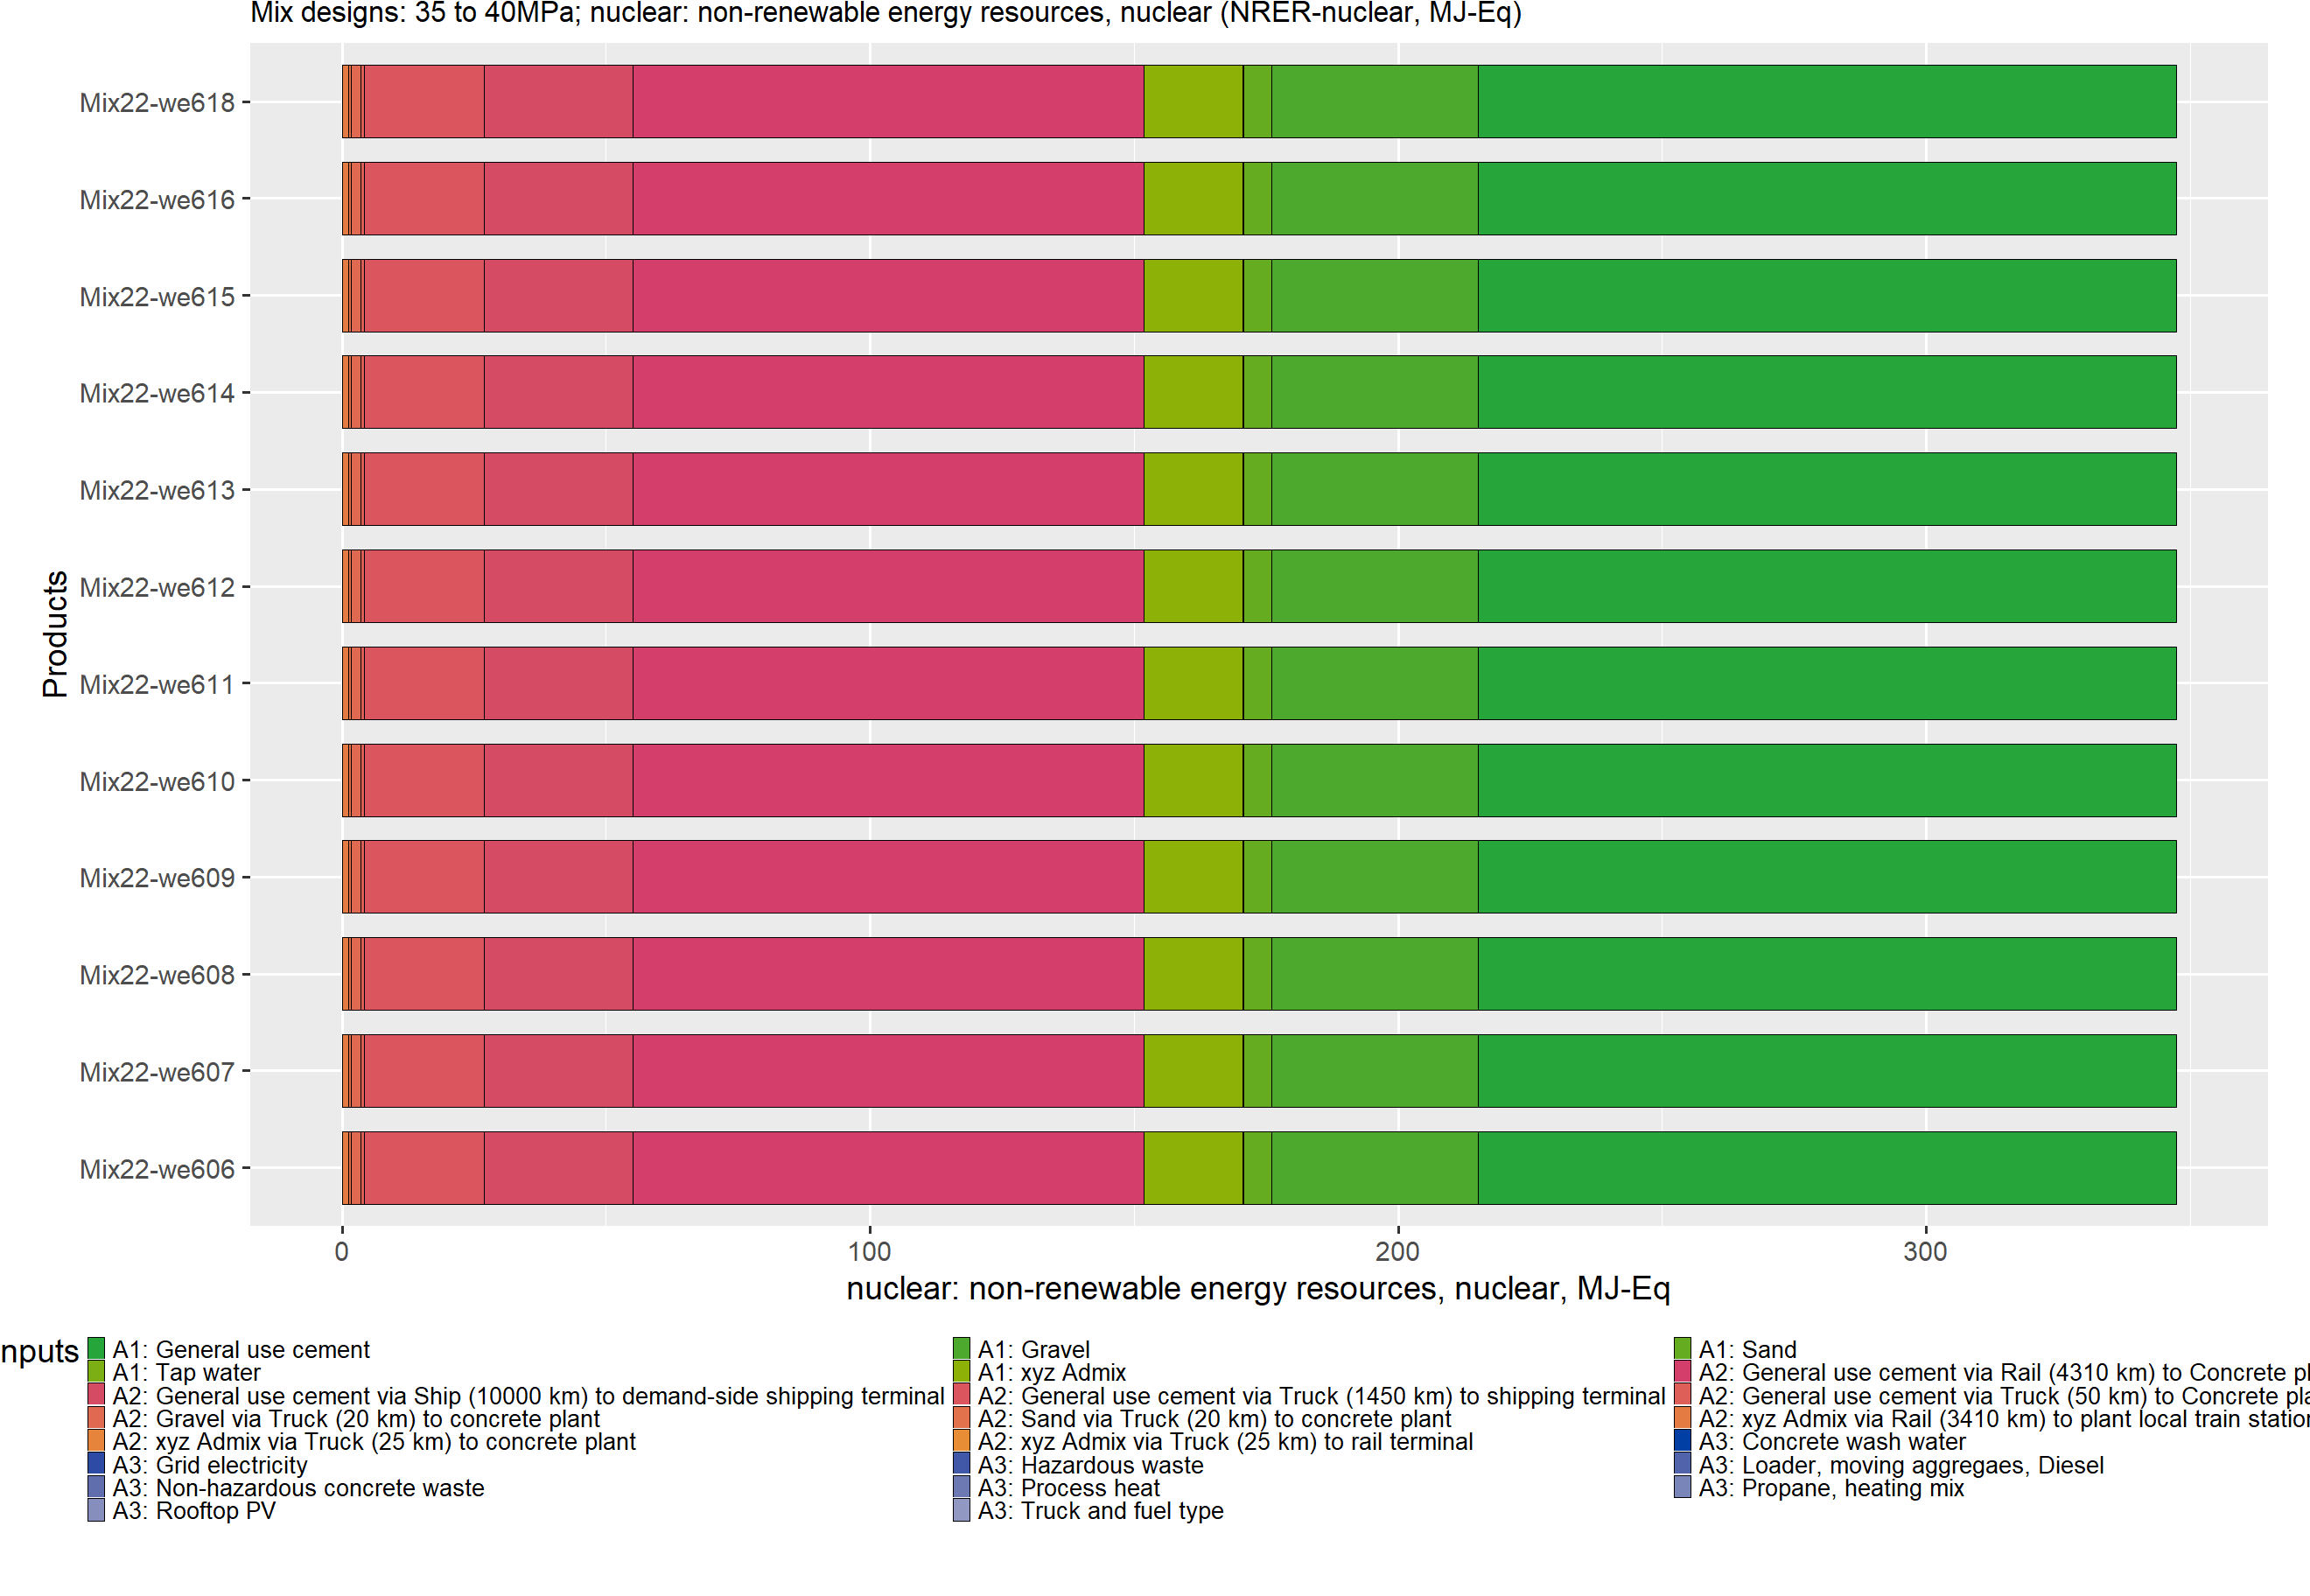 Mix designs: 35 to 40MPa; nuclear: non-renewable energy resources, nuclear (NRER-nuclear, MJ-Eq)
Mix22-we618
Mix22-we616
Mix22-we615
Mix22-we614
Mix22-we613
Mix22-we612
Mix22-we611
Mix22-we610
Mix22-we609
Mix22-we608
Mix22-we607
Mix22-we606
Products
0 100 200 300
nuclear: non-renewable energy resources, nuclear, MJ-Eq
nputs
A1: General use cement A1: Gravel A1: Sand
A1: Tap water A1: xyz Admix A2: General use cement via Rail (4310 km) to Concrete pl
A2: General use cement via Ship (10000 km) to demand-side shipping terminal A2: General use cement via Truck (1450 km) to shipping terminal A2: General use cement via Truck (50 km) to Concrete pla
A2: Gravel via Truck (20 km) to concrete plant A2: Sand via Truck (20 km) to concrete plant A2: xyz Admix via Rail (3410 km) to plant local train station
A2: xyz Admix via Truck (25 km) to concrete plant A2: xyz Admix via Truck (25 km) to rail terminal A3: Concrete wash water
A3: Grid electricity A3: Hazardous waste A3: Loader, moving aggregaes, Diesel
A3: Non-hazardous concrete waste A3: Process heat A3: Propane, heating mix
A3: Rooftop PV A3: Truck and fuel type